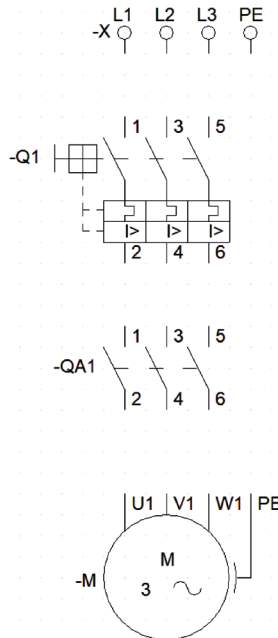 L1 L2 L3 PE
-X
1 3 5
-Q1
I> I> I>
2 4 6
1 3 5
-QA1
2 4 6
U1 V1 W1 PE
M
-M
3